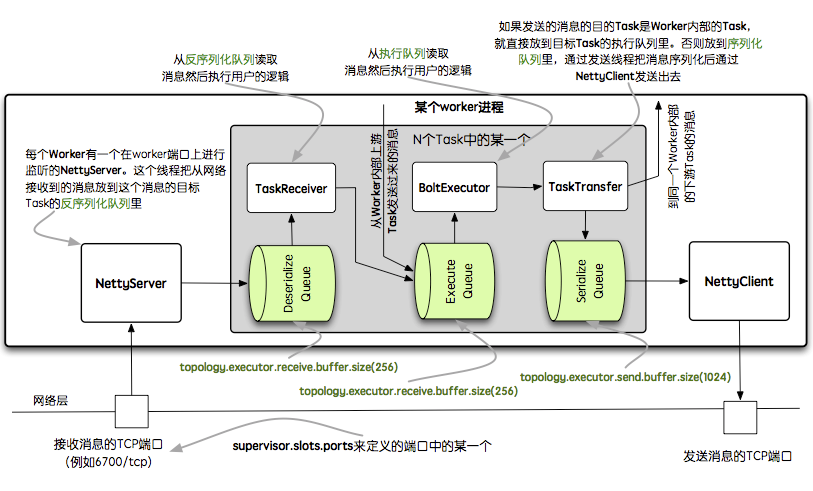 从反序列化队列读取
消息然后执行用户的逻辑
从执行队列读取
消息然后执行用户的逻辑
如果发送的消息的目的Task是Worker内部的Task，
就直接放到目标Task的执行队列里。否则放到序列化
队列里，通过发送线程把消息序列化后通过
NettyClient发送出去
某个worker进程
N个Task中的某一个
每个Worker有一个在worker端口上进行
监听的NettyServer。这个线程把从网络
接收到的消息放到这个消息的目标
Task的反序列化队列里
TaskReceiver
从Worker内部上游
Task发送过来的消息
BoltExecutor
TaskTransfer
到同一个Worker内部
的下游Task的消息
NettyServer
Deserialize
Queue
Execute
Queue
Serialize
Queue
NettyClient
topology.executor.receive.buffer.size(256)
topology.executor.receive.buffer.size(256)
topology.executor.send.buffer.size(1024)
网络层
接收消息的TCP端口
(例如6700/tcp)
supervisor.slots.ports来定义的端口中的某一个
发送消息的TCP端口